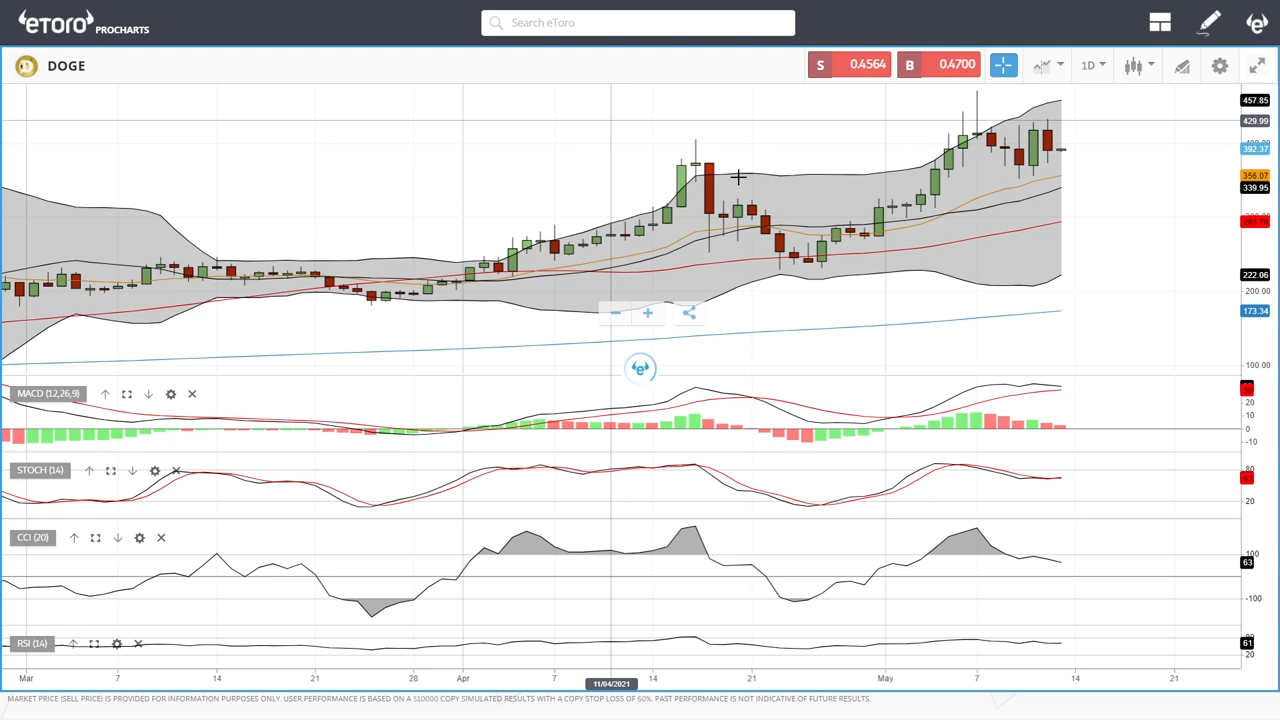 eToro PROCHARTS
Search eToro
DOGE
S 0.4564
B 0.4700
1D
457.85
429.99
392.37
356.07
339.95
222.06
200.00
173.34
100.00
MACD (12,26,9)
20
10
0
-10
STOCH (14)
80
20
CCI (20)
100
63
-100
RSI (14)
61
20
Mar 7 14 21 28 Apr 7 11/04/2021 14 21 May 7 14 21
MARKET PRICE (SELL PRICE) IS PROVIDED FOR INFORMATION PURPOSES ONLY. USER PERFORMANCE IS BASED ON A $10000 COPY SIMULATED RESULTS WITH A COPY STOP LOSS OF 60%. PAST PERFORMANCE IS NOT INDICATIVE OF FUTURE RESULTS.